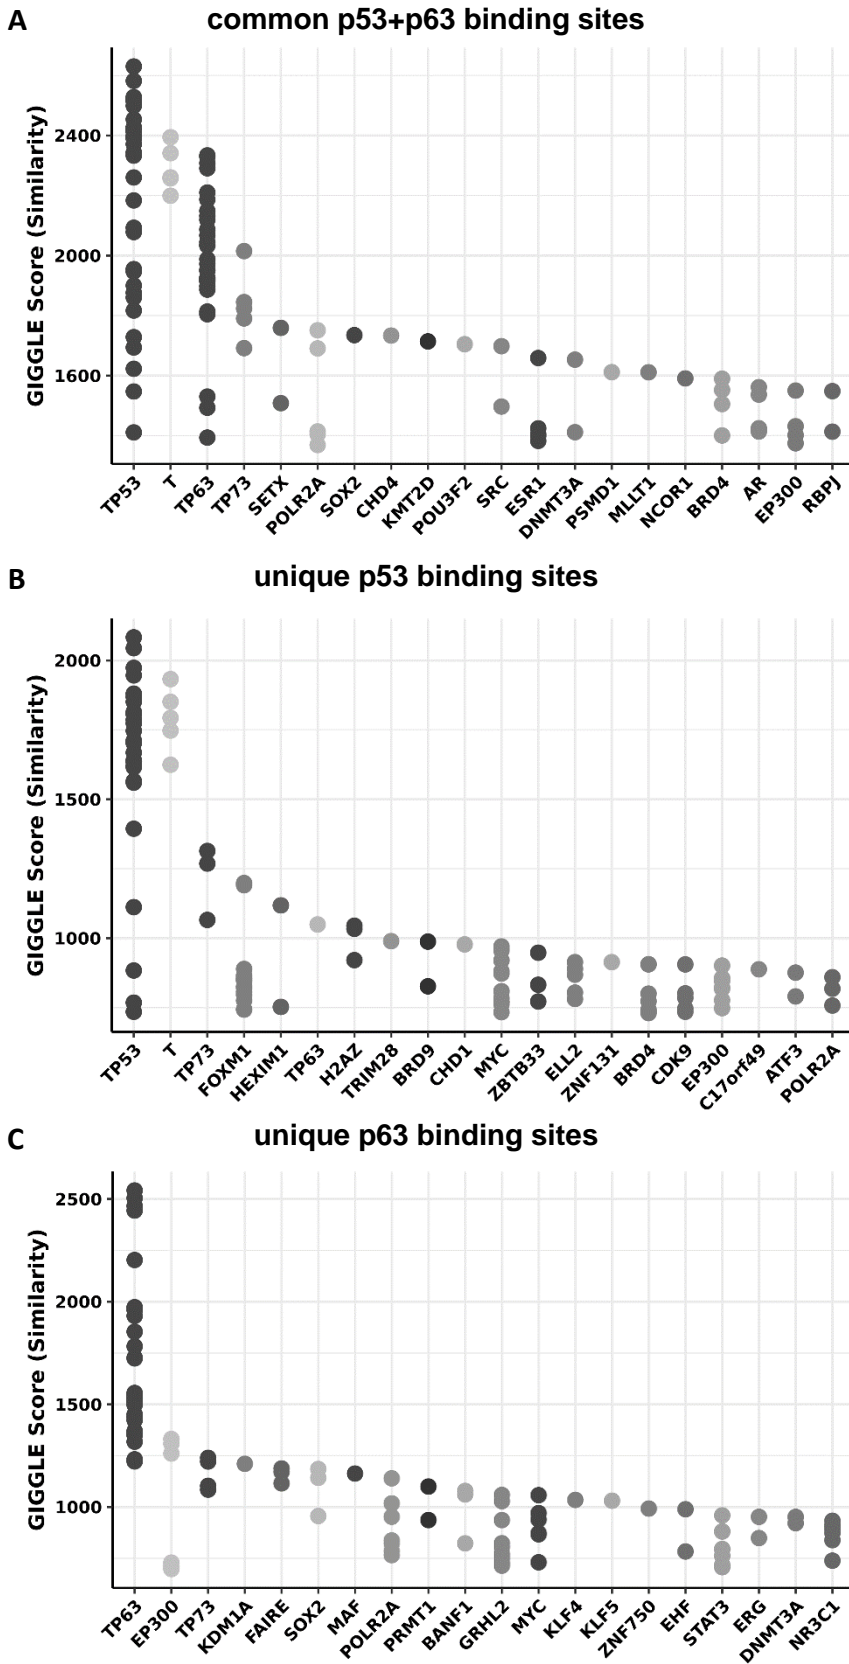 A
common p53+p63 binding sites
GIGGLE Score (Similarity)
2400
2000
1600
TP53
T
TP63
TP73
SETX
POLR2A
SOX2
CHD4
KMT2D
POU3F2
SRC
ESR1
DNMT3A
PSMD1
MLLT1
NCOR1
BRD4
AR
EP300
RBPJ
B
unique p53 binding sites
GIGGLE Score (Similarity)
2000
1500
1000
TP53
T
TP73
FOXM1
HEXIM1
TP63
H2AZ
TRIM28
BRD9
CHD1
MYC
ZBTB33
ELL2
ZNF131
BRD4
CDK9
EP300
C17orf49
ATF3
POLR2A
C
unique p63 binding sites
GIGGLE Score (Similarity)
2500
2000
1500
1000
TP63
EP300
TP73
KDM1A
FAIRE
SOX2
MAF
POLR2A
PRMT1
BANF1
GRHL2
MYC
KLF4
KLF5
ZNF750
EHF
STAT3
ERG
DNMT3A
NR3C1